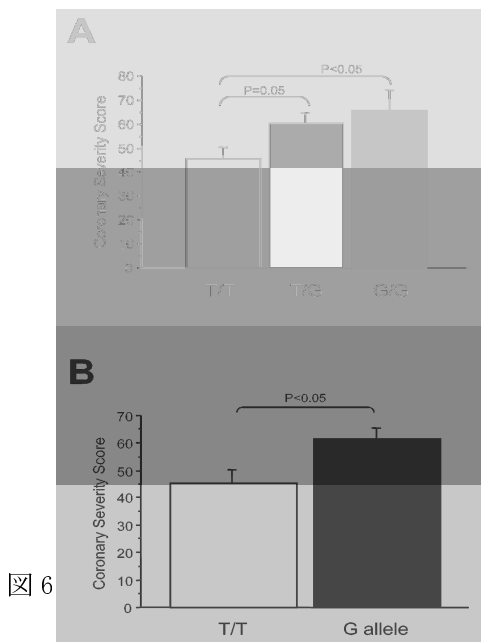 A
P<0.05
P=0.05
Coronary Severity Score
80
70
60
50
40
30
20
10
0
T/T T/G G/G
B
P<0.05
Coronary Severity Score
70
60
50
40
30
20
10
0
T/T G allele
図6